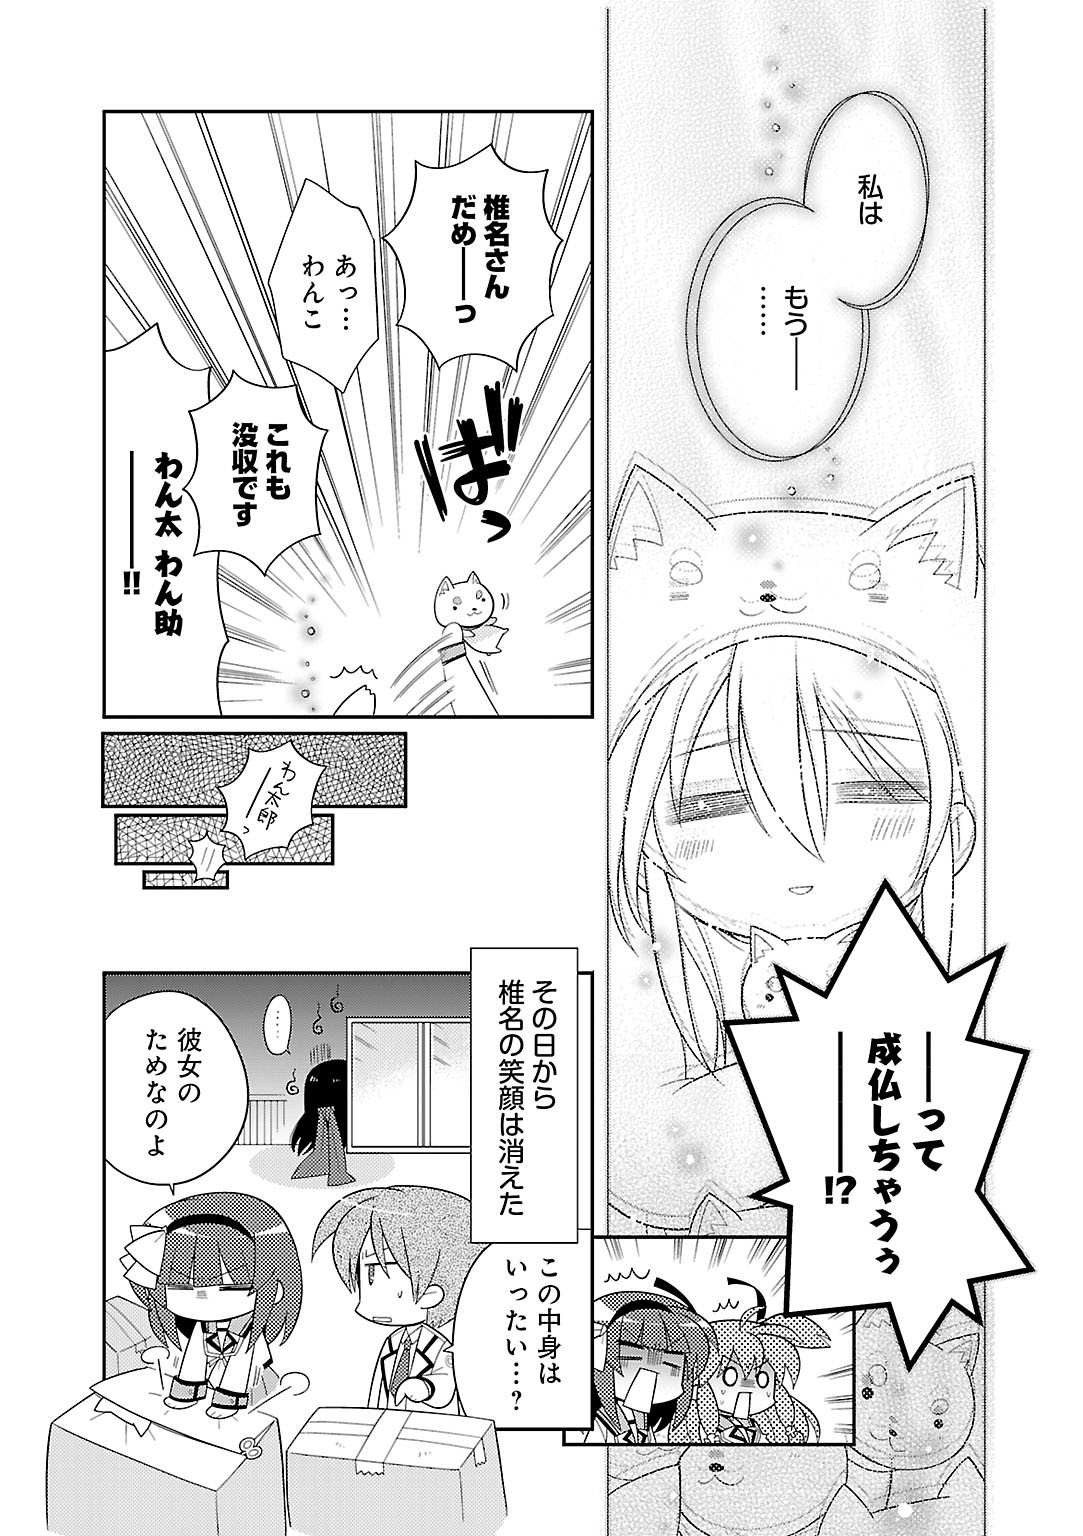 私は
もう――
……
――って
成仏しちゃうぅ
――!?
椎名さん
だめ――っ
あっ…
わんこ
ばっ
これも
没収です
わん太 わん助
――!!
わん太郎
――っ
その日から
椎名の笑顔は消えた
……
彼女の
ためなのよ
この中身は
いったい…?